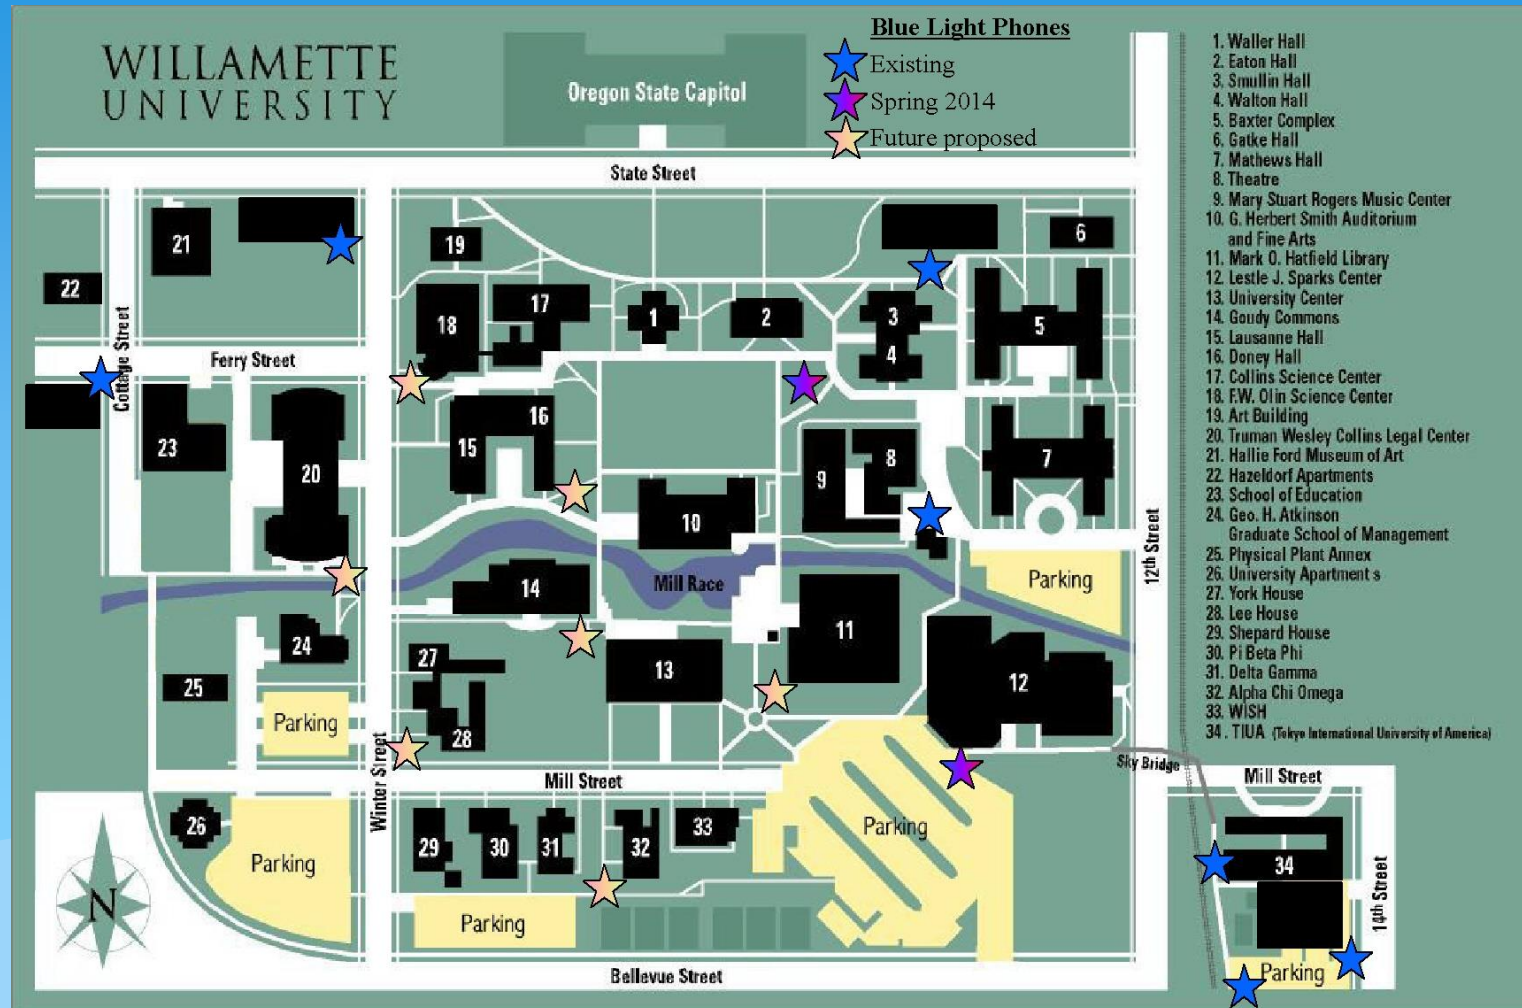 WILLAMETTE
UNIVERSITY
Oregon State Capitol
Blue Light Phones
Existing
Spring 2014
Future proposed
State Street
Cottage Street
Ferry Street
Winter Street
12th Street
Mill Race
Mill Street
Bellevue Street
Sky Bridge
Mill Street
14th Street
21
22
19
18
17
1
2
3
4
5
6
23
20
15
16
10
9
8
7
14
11
Parking
24
25
27
28
13
12
Parking
26
Parking
29
30
31
32
33
Parking
Parking
34
Parking
N
1. Waller Hall
2. Eaton Hall
3. Smullin Hall
4. Walton Hall
5. Baxter Complex
6. Gatke Hall
7. Mathews Hall
8. Theatre
9. Mary Stuart Rogers Music Center
10. G. Herbert Smith Auditorium
and Fine Arts
11. Mark O. Hatfield Library
12. Lestle J. Sparks Center
13. University Center
14. Goudy Commons
15. Lausanne Hall
16. Doney Hall
17. Collins Science Center
18. F.W. Olin Science Center
19. Art Building
20. Truman Wesley Collins Legal Center
21. Hallie Ford Museum of Art
22. Hazeldorf Apartments
23. School of Education
24. Geo. H. Atkinson
Graduate School of Management
25. Physical Plant Annex
26. University Apartment s
27. York House
28. Lee House
29. Shepard House
30. Pi Beta Phi
31. Delta Gamma
32. Alpha Chi Omega
33. WISH
34 . TIUA (Tokyo International University of America)